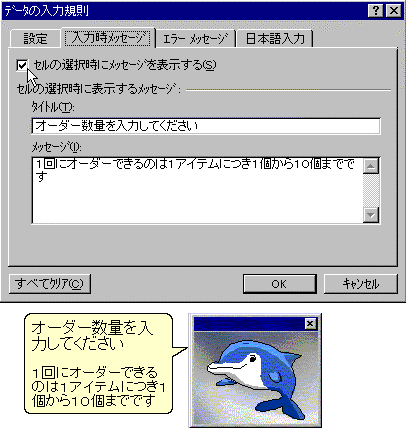 データの入力規則
設定 入力時メッセージ エラー メッセージ 日本語入力
セルの選択時にメッセージを表示する(S)
セルの選択時に表示するメッセージ:
タイトル(T):
オーダー数量を入力してください
メッセージ(I):
1回にオーダーできるのは1アイテムにつき1個から10個までで
す
すべてクリア(C) OK キャンセル
オーダー数量を入
力してください
1回にオーダーできる
のは1アイテムにつき1
個から10個までです